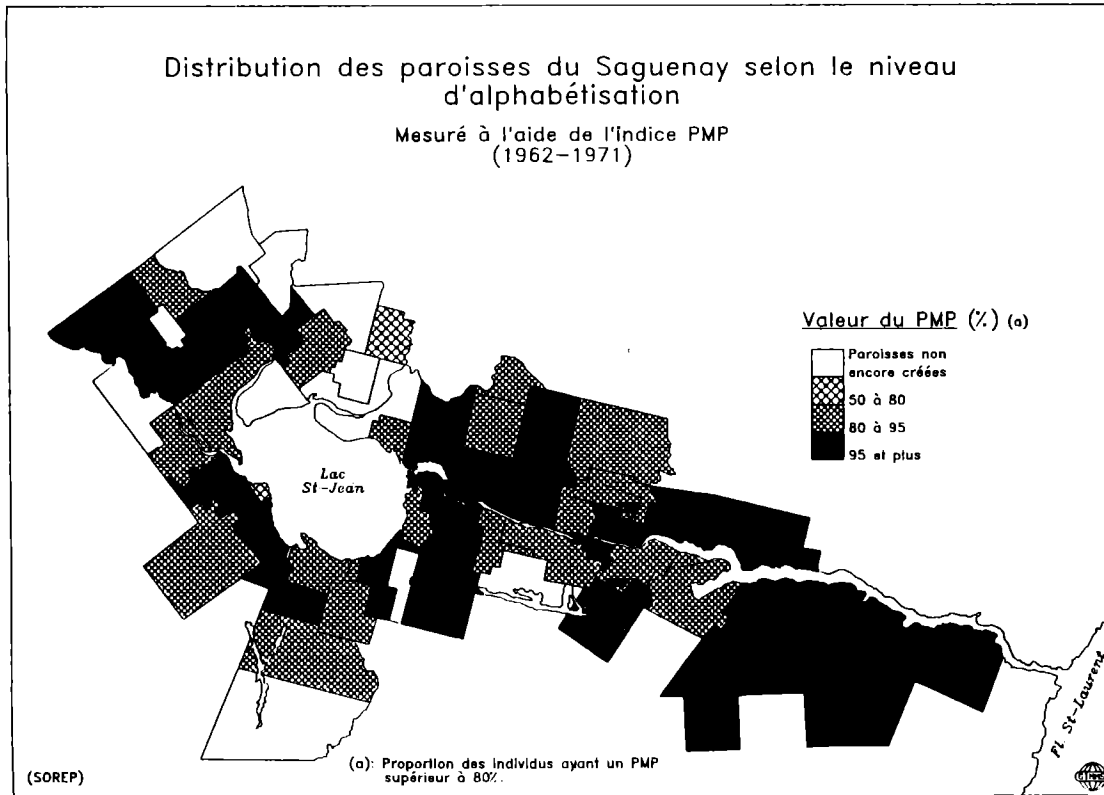 Distribution des paroisses du Saguenay selon le niveau
d'alphabétisation
Mesuré à l'aide de l'indice PMP
(1962-1971)
Valeur du PMP (%) (a)
Paroisses non
encore créées
50 à 80
80 à 95
95 et plus
Lac
St-Jean
Fl. St-Laurent
(a): Proportion des individus ayant un PMP
supérieur à 80%.
(SOREP)